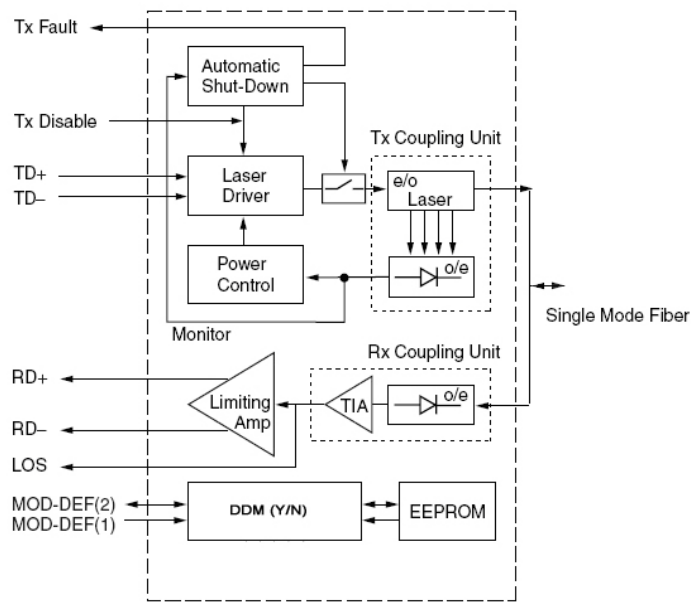 Tx Fault
Automatic
Shut-Down
Tx Disable
Tx Coupling Unit
TD+
TD–
Laser
Driver
e/o
Laser
Power
Control
o/e
Single Mode Fiber
Monitor
Rx Coupling Unit
RD+
RD–
LOS
Limiting
Amp
TIA
o/e
MOD-DEF(2)
MOD-DEF(1)
DDM (Y/N)
EEPROM